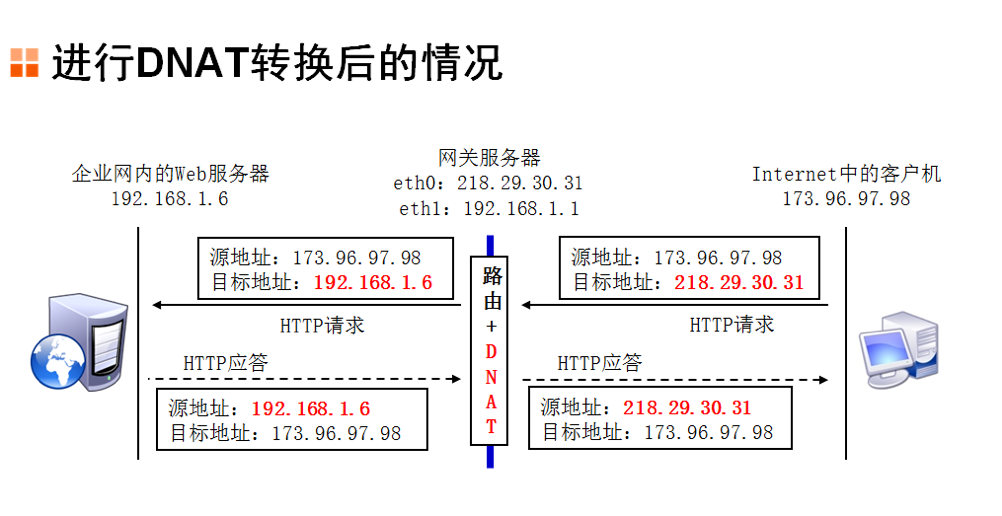 进行DNAT转换后的情况
企业网内的Web服务器
192.168.1.6
网关服务器
eth0：218.29.30.31
eth1：192.168.1.1
Internet中的客户机
173.96.97.98
源地址：173.96.97.98
目标地址：192.168.1.6
HTTP请求
HTTP应答
源地址：192.168.1.6
目标地址：173.96.97.98
路由+DNAT
源地址：173.96.97.98
目标地址：218.29.30.31
HTTP请求
HTTP应答
源地址：218.29.30.31
目标地址：173.96.97.98